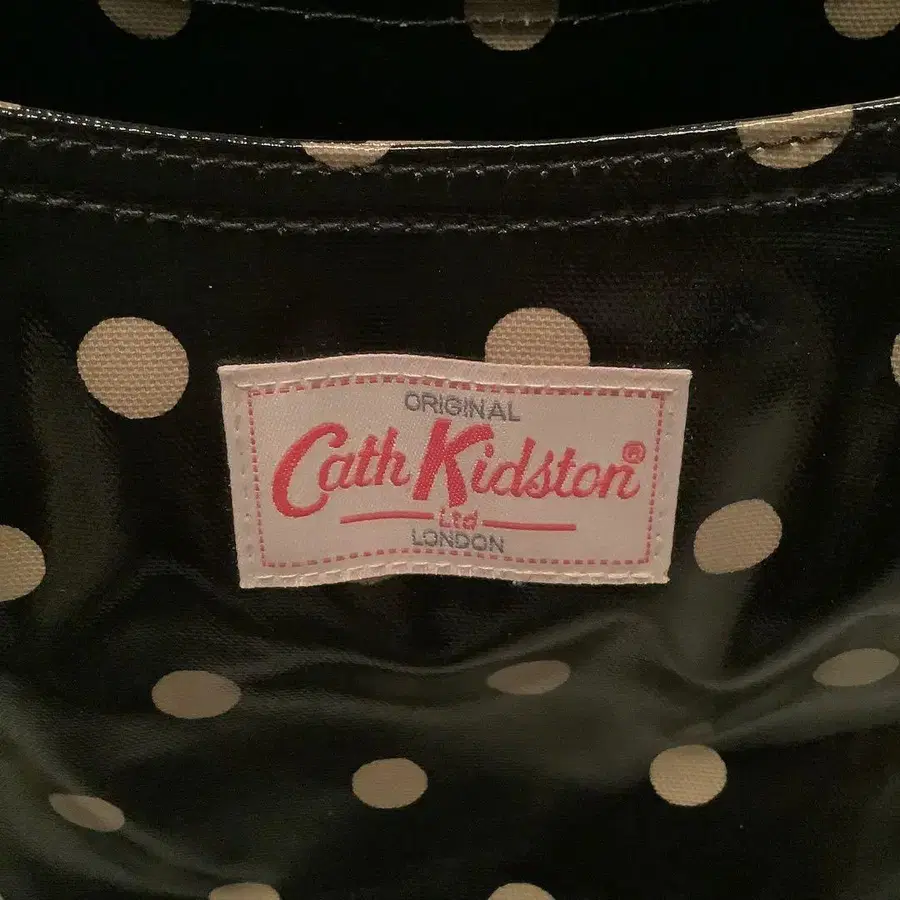 ORIGINAL
Cath Kidston®
Ltd
LONDON